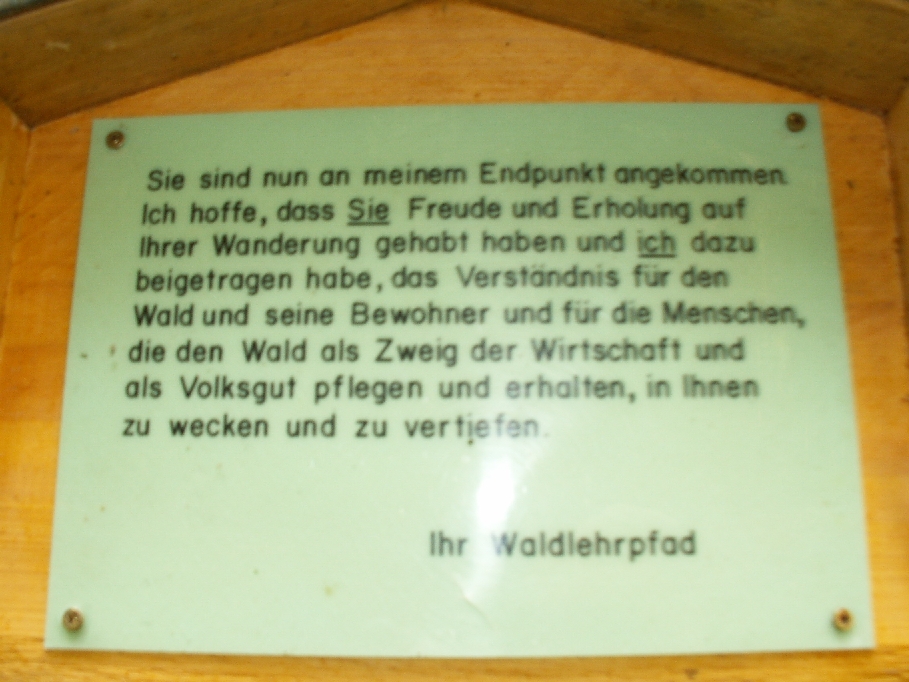 Sie sind nun an meinem Endpunkt angekommen.
Ich hoffe, dass Sie Freude und Erholung auf
Ihrer Wanderung gehabt haben und ich dazu
beigetragen habe, das Verständnis für den
Wald und seine Bewohner und für die Menschen,
die den Wald als Zweig der Wirtschaft und
als Volksgut pflegen und erhalten, in Ihnen
zu wecken und zu vertiefen.
Ihr Waldlehrpfad